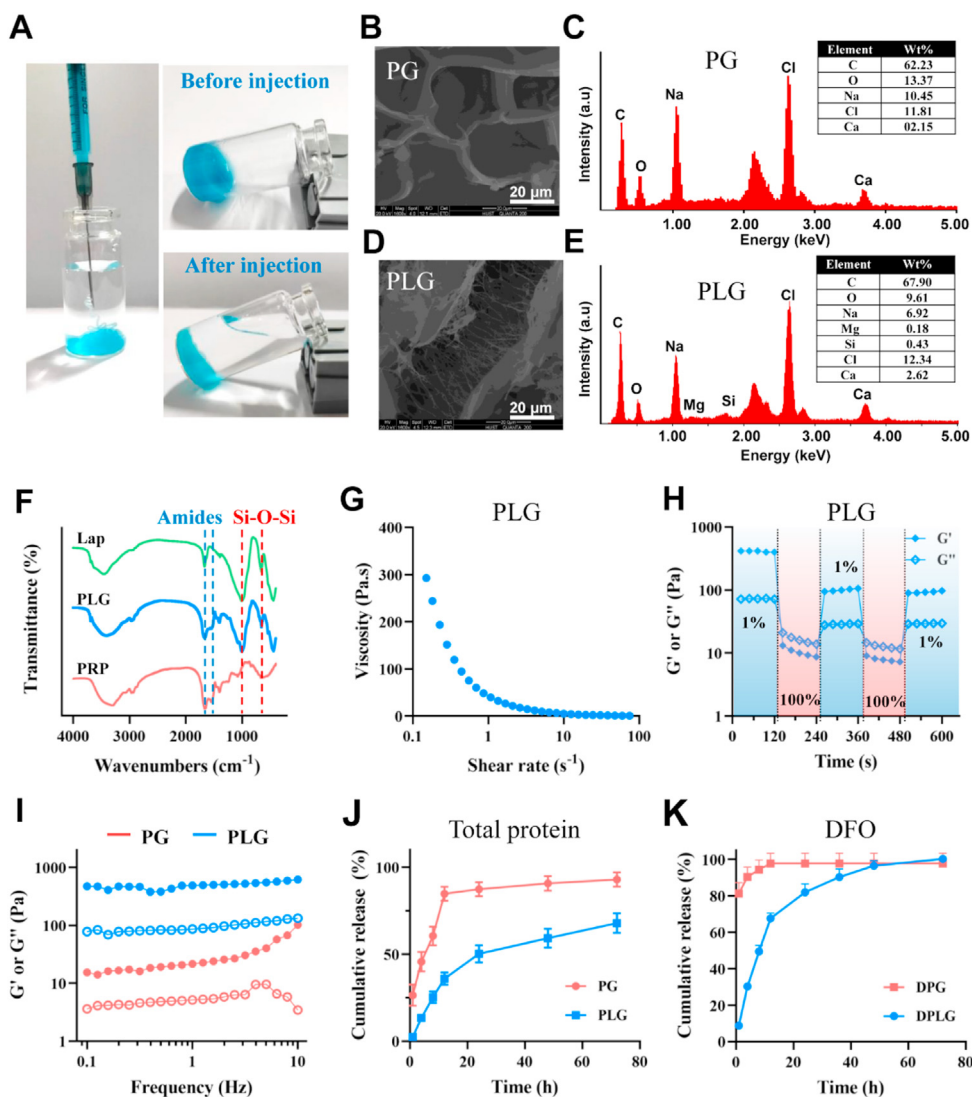 A
Before injection
After injection
B
PG
20 µm
C
PG
Intensity (a.u)
C
O
Na
Cl
Ca
1.00 2.00 3.00 4.00 5.00
Energy (keV)
Element Wt%
C 62.23
O 13.37
Na 10.45
Cl 11.81
Ca 02.15
D
PLG
20 µm
E
PLG
Intensity (a.u)
C
O
Na
Mg
Si
Cl
Ca
1.00 2.00 3.00 4.00 5.00
Energy (keV)
Element Wt%
C 67.90
O 9.61
Na 6.92
Mg 0.18
Si 0.43
Cl 12.34
Ca 2.62
F
Amides Si-O-Si
Lap
PLG
PRP
Transmittance (%)
4000 3000 2000 1000
Wavenumbers (cm-1)
G
PLG
Viscosity (Pa.s)
400
300
200
100
0
0.1 1 10 100
Shear rate (s-1)
H
PLG
G' or G" (Pa)
1000
100
10
1
G'
G"
1%
100%
1%
100%
1%
0 120 240 360 480 600
Time (s)
I
PG PLG
G' or G" (Pa)
1000
100
10
1
0.1 1 10
Frequency (Hz)
J
Total protein
Cumulative release (%)
100
50
0
PG
PLG
0 20 40 60 80
Time (h)
K
DFO
Cumulative release (%)
100
80
60
40
20
0
DPG
DPLG
0 20 40 60 80
Time (h)